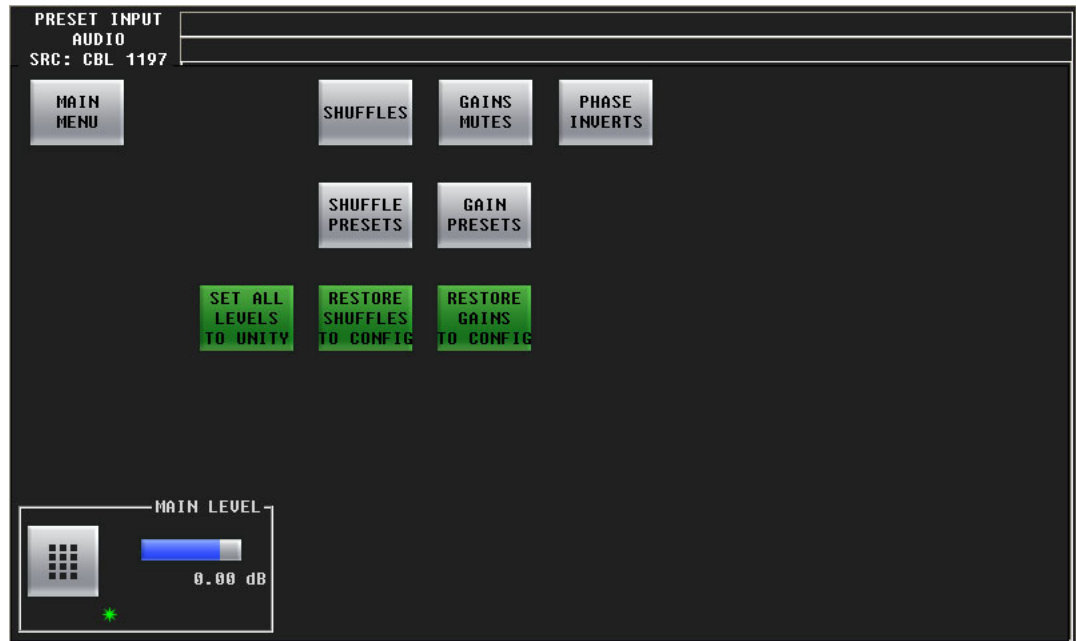 PRESET INPUT
AUDIO
SRC: CBL 1197
MAIN
MENU
SHUFFLES
GAINS
MUTES
PHASE
INVERTS
SHUFFLE
PRESETS
GAIN
PRESETS
SET ALL
LEVELS
TO UNITY
RESTORE
SHUFFLES
TO CONFIG
RESTORE
GAINS
TO CONFIG
MAIN LEVEL
0.00 dB